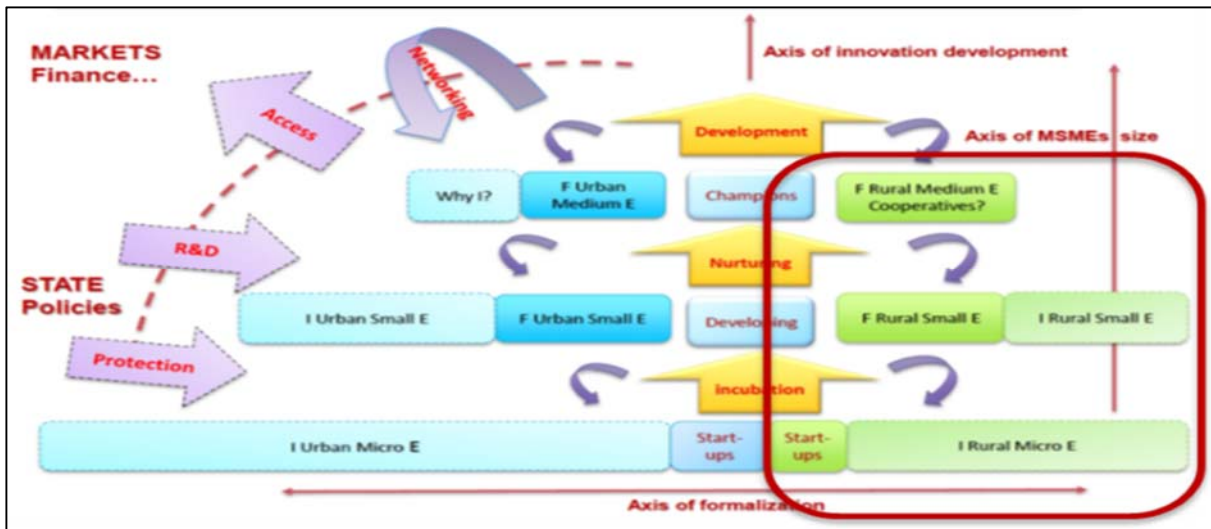 MARKETS
Finance...
Networking
Axis of innovation development
Access
Development
Axis of MSMEs size
Why I?
F Urban
Medium E
Champions
F Rural Medium E
Cooperatives?
R&D
Nurturing
STATE
Policies
I Urban Small E
F Urban Small E
Developing
F Rural Small E
I Rural Small E
Protection
incubation
I Urban Micro E
Start-
ups
Start-
ups
I Rural Micro E
Axis of formalization